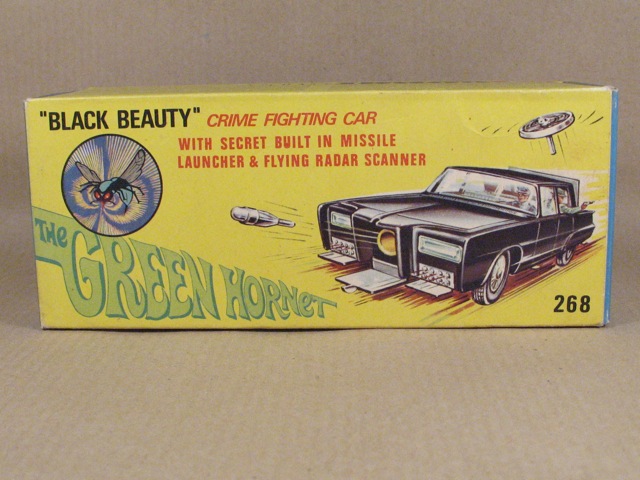 "BLACK BEAUTY" CRIME FIGHTING CAR
WITH SECRET BUILT IN MISSILE
LAUNCHER & FLYING RADAR SCANNER
THE
GREEN HORNET
268